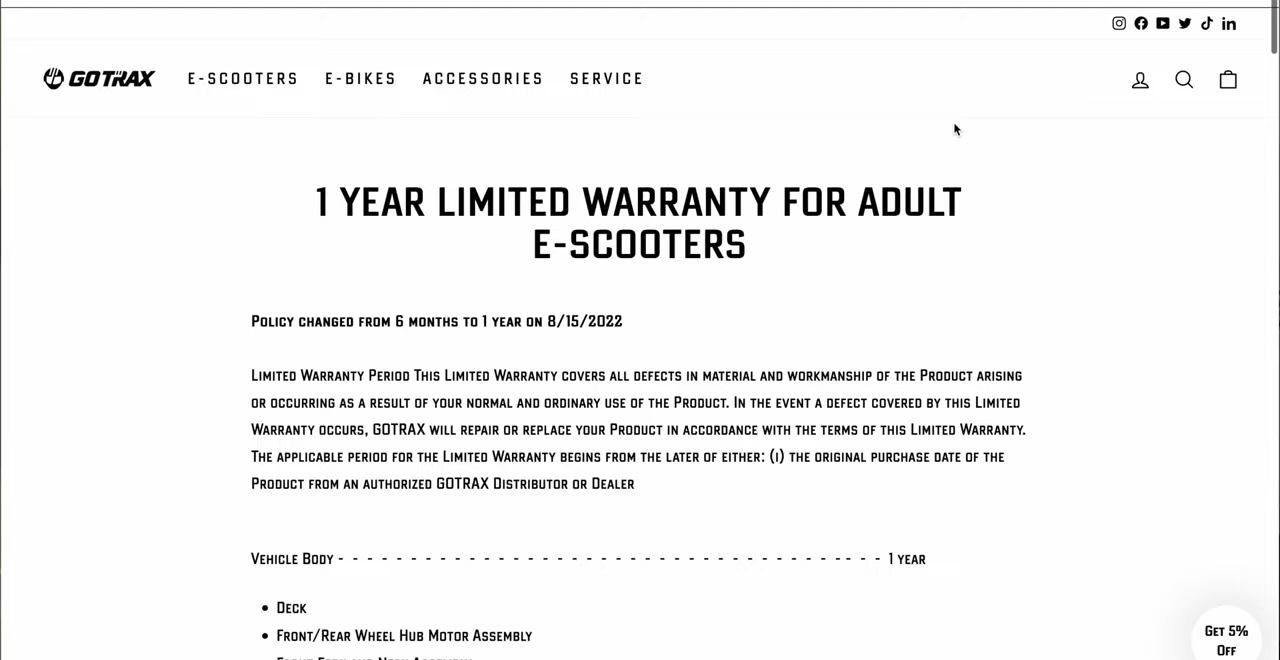 GOTRAX E-SCOOTERS E-BIKES ACCESSORIES SERVICE
1 YEAR LIMITED WARRANTY FOR ADULT
E-SCOOTERS
Policy changed from 6 months to 1 year on 8/15/2022
Limited Warranty Period This Limited Warranty covers all defects in material and workmanship of the Product arising
or occurring as a result of your normal and ordinary use of the Product. In the event a defect covered by this Limited
Warranty occurs, GOTRAX will repair or replace your Product in accordance with the terms of this Limited Warranty.
The applicable period for the Limited Warranty begins from the later of either: (i) the original purchase date of the
Product from an authorized GOTRAX Distributor or Dealer
Vehicle Body - - - - - - - - - - - - - - - - - - - - - - - - - - - - - - - - - - - - - - 1 year
• Deck
• Front/Rear Wheel Hub Motor Assembly
Get 5%
Off